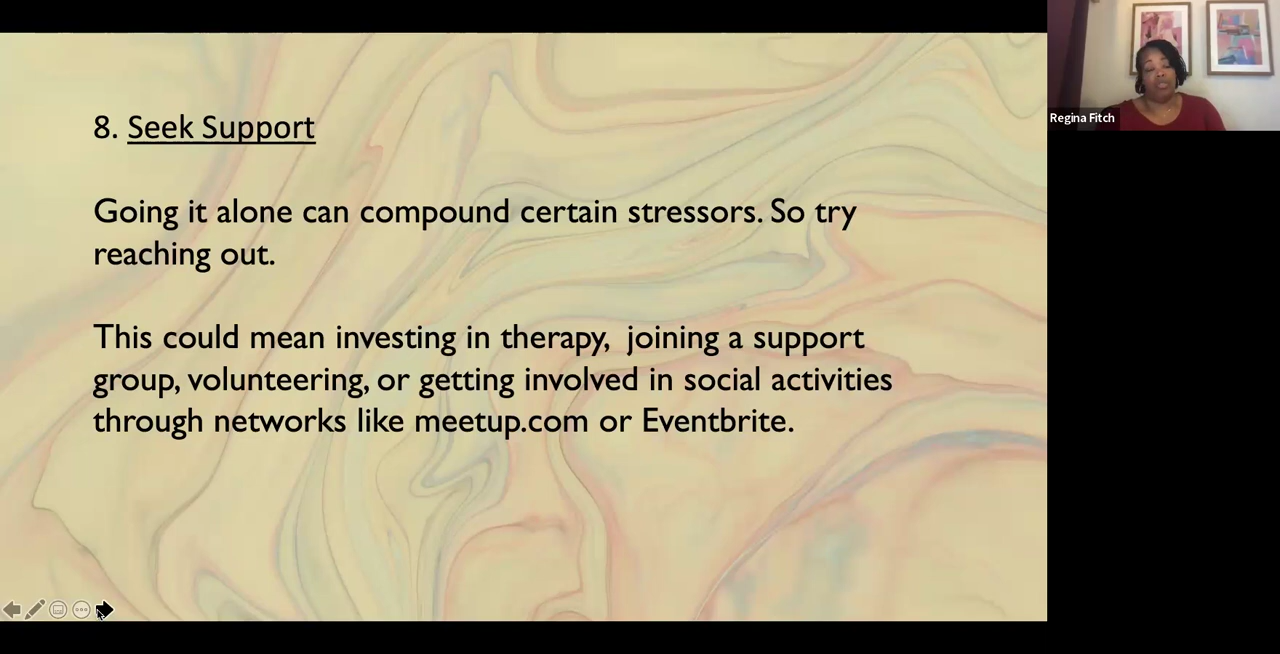 8. Seek Support
Going it alone can compound certain stressors. So try
reaching out.
This could mean investing in therapy,  joining a support
group, volunteering, or getting involved in social activities
through networks like meetup.com or Eventbrite.
Regina Fitch